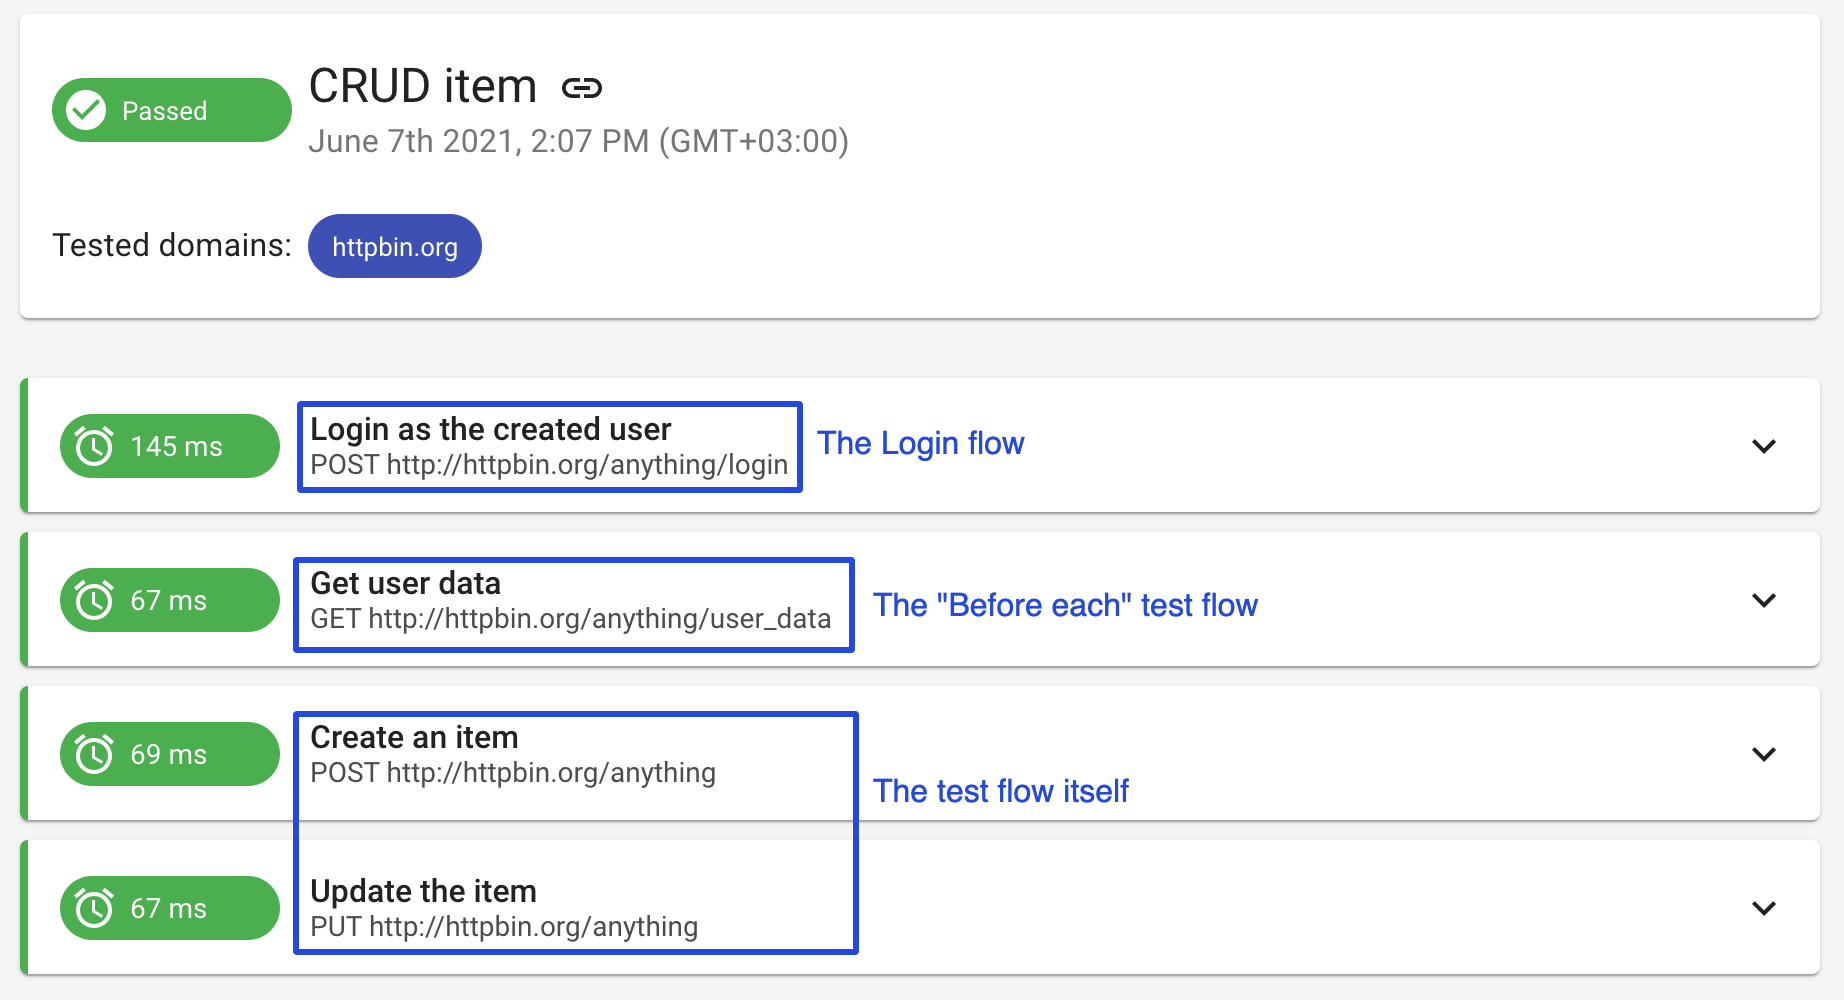 Passed
CRUD item
June 7th 2021, 2:07 PM (GMT+03:00)
Tested domains:
httpbin.org
145 ms
Login as the created user
POST http://httpbin.org/anything/login
The Login flow
67 ms
Get user data
GET http://httpbin.org/anything/user_data
The "Before each" test flow
69 ms
Create an item
POST http://httpbin.org/anything
The test flow itself
67 ms
Update the item
PUT http://httpbin.org/anything